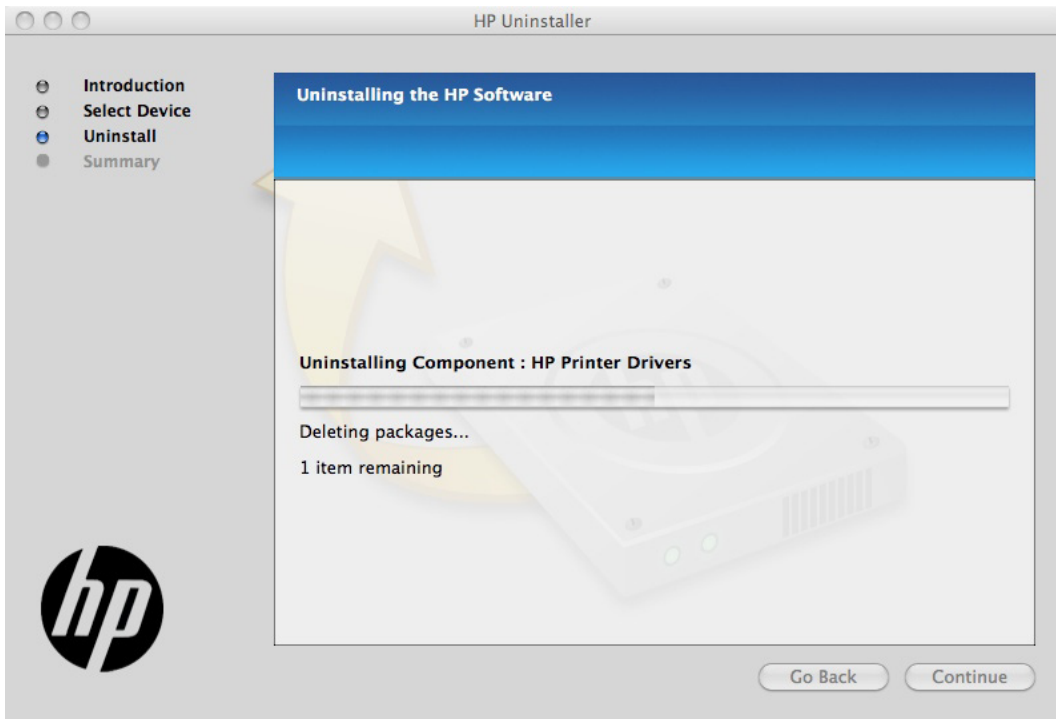 HP Uninstaller
Introduction
Select Device
Uninstall
Summary
Uninstalling the HP Software
Uninstalling Component : HP Printer Drivers
Deleting packages...
1 item remaining
hp
Go Back
Continue